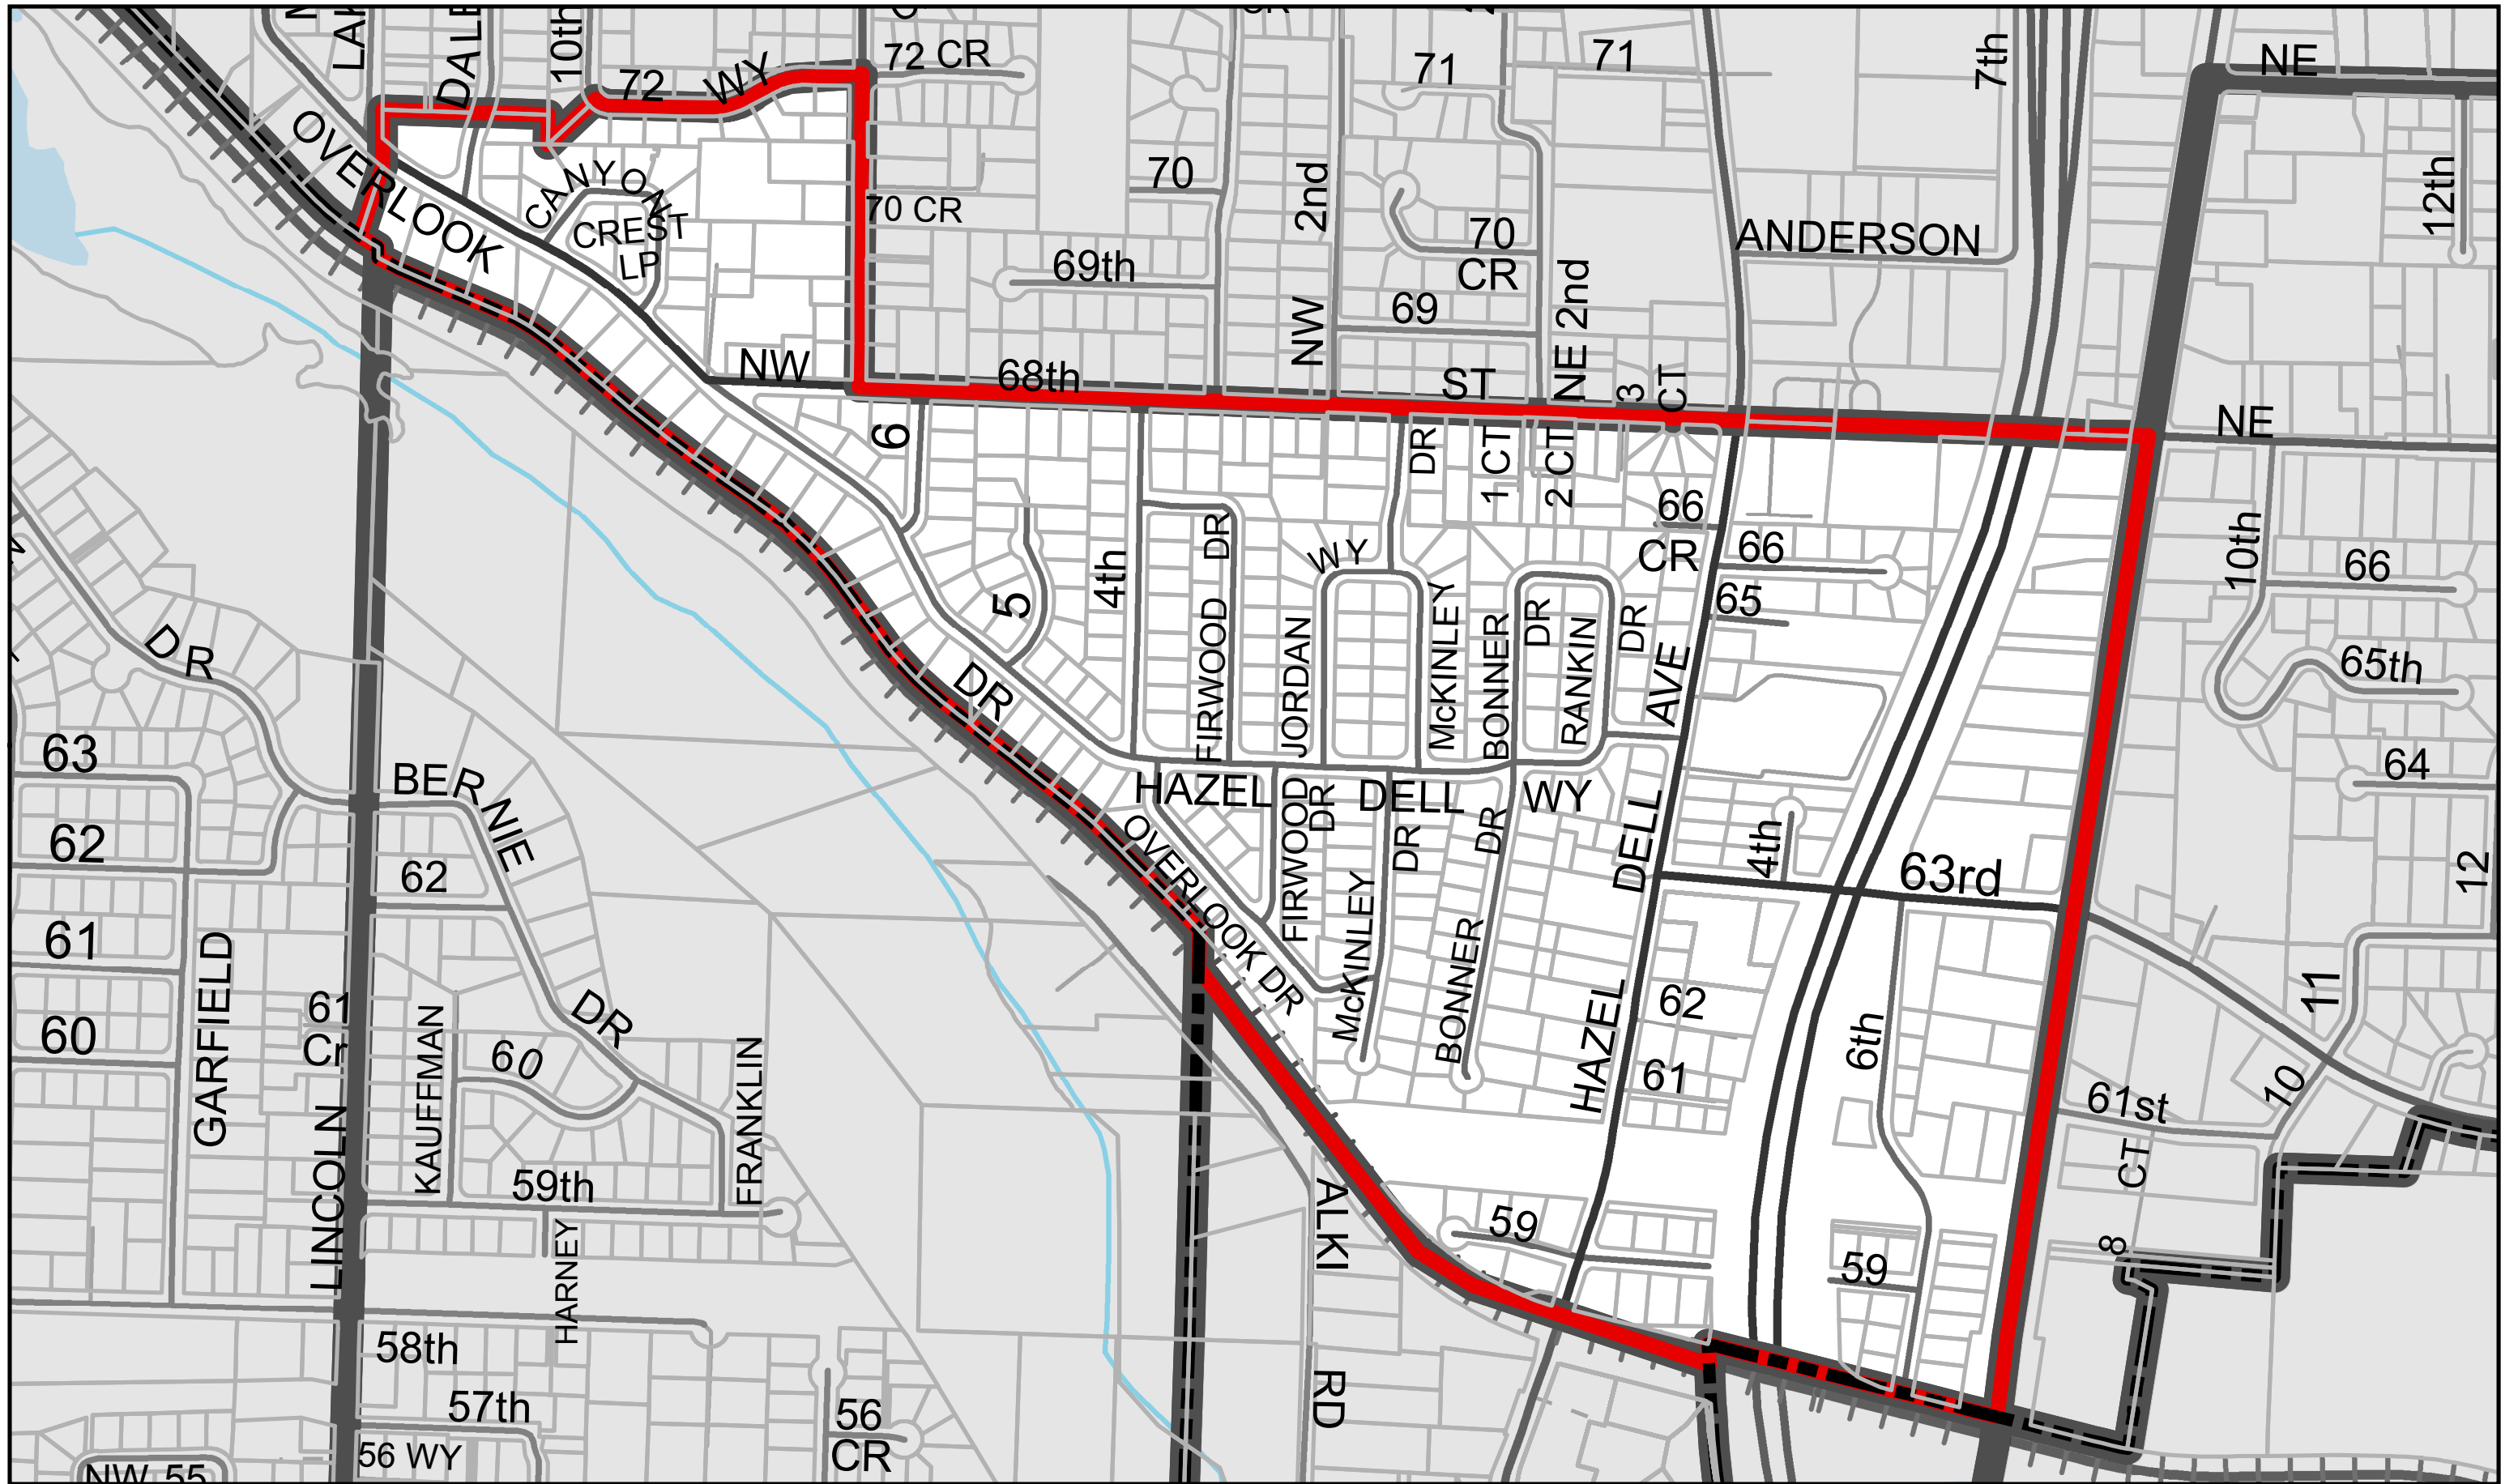 DALE
10th
72 WY
72 CR
71
71
7th
NE
OVERLOOK
CANYON
CREST
LP
70 CR
70
2nd
70
CR
ANDERSON
12th
69th
69
NW
NE 2nd
3
CT
NW
68th
ST
NE
6
DR
1 CT
2 CT
66
CR
66
65
10th
66
65th
64
5
4th
FIRWOOD
DR
JORDAN
WY
McKINLEY
BONNER
DR
RANKIN
DR
AVE
DR
DR
63
BERNIE
HAZEL
DELL
WY
DELL
4th
63rd
12
62
62
OVERLOOK DR
FIRWOOD
DR
McKINLEY
DR
BONNER
DR
61
GARFIELD
61
Cr
60
KAUFFMAN
60
DR
FRANKLIN
HAZEL
62
61
6th
11
10
61st
CT
8
LINCOLN
59th
HARNEY
ALKI
RD
59
59
58th
57th
56 WY
56
CR
NW 55